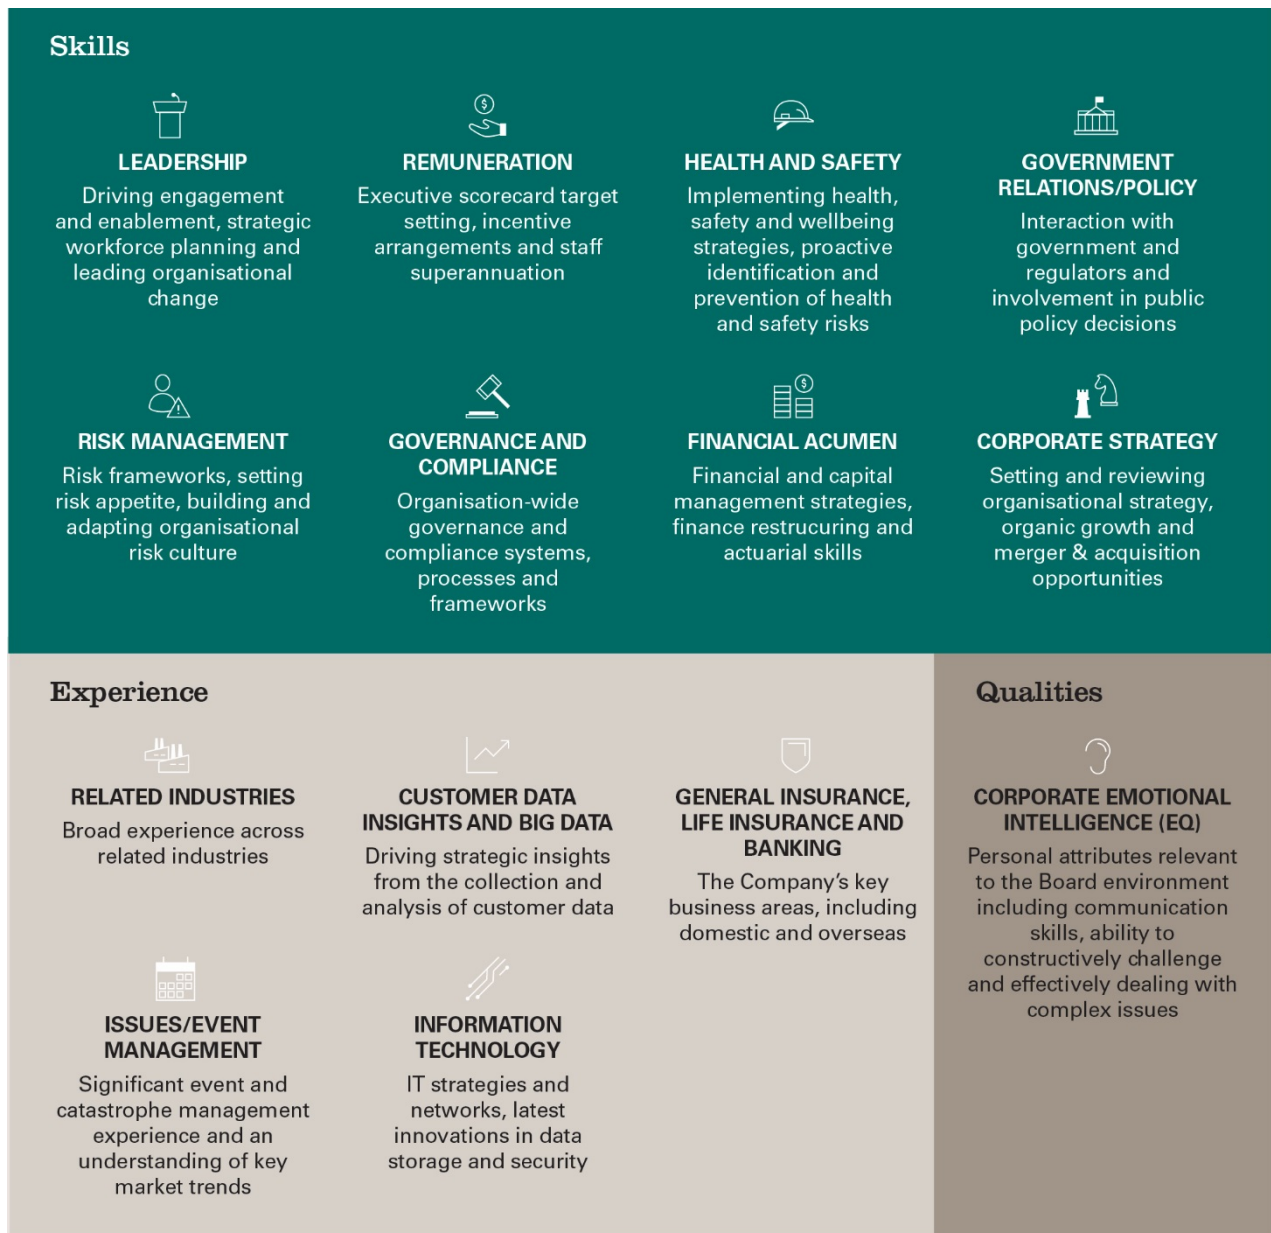 Skills
LEADERSHIP
Driving engagement
and enablement, strategic
workforce planning and
leading organisational
change
REMUNERATION
Executive scorecard target
setting, incentive
arrangements and staff
superannuation
HEALTH AND SAFETY
Implementing health,
safety and wellbeing
strategies, proactive
identification and
prevention of health
and safety risks
GOVERNMENT
RELATIONS/POLICY
Interaction with
government and
regulators and
involvement in public
policy decisions
RISK MANAGEMENT
Risk frameworks, setting
risk appetite, building and
adapting organisational
risk culture
GOVERNANCE AND
COMPLIANCE
Organisation-wide
governance and
compliance systems,
processes and
frameworks
FINANCIAL ACUMEN
Financial and capital
management strategies,
finance restrucuring and
actuarial skills
CORPORATE STRATEGY
Setting and reviewing
organisational strategy,
organic growth and
merger & acquisition
opportunities
Experience
RELATED INDUSTRIES
Broad experience across
related industries
CUSTOMER DATA
INSIGHTS AND BIG DATA
Driving strategic insights
from the collection and
analysis of customer data
GENERAL INSURANCE,
LIFE INSURANCE AND
BANKING
The Company's key
business areas, including
domestic and overseas
ISSUES/EVENT
MANAGEMENT
Significant event and
catastrophe management
experience and an
understanding of key
market trends
INFORMATION
TECHNOLOGY
IT strategies and
networks, latest
innovations in data
storage and security
Qualities
CORPORATE EMOTIONAL
INTELLIGENCE (EQ)
Personal attributes relevant
to the Board environment
including communication
skills, ability to
constructively challenge
and effectively dealing with
complex issues